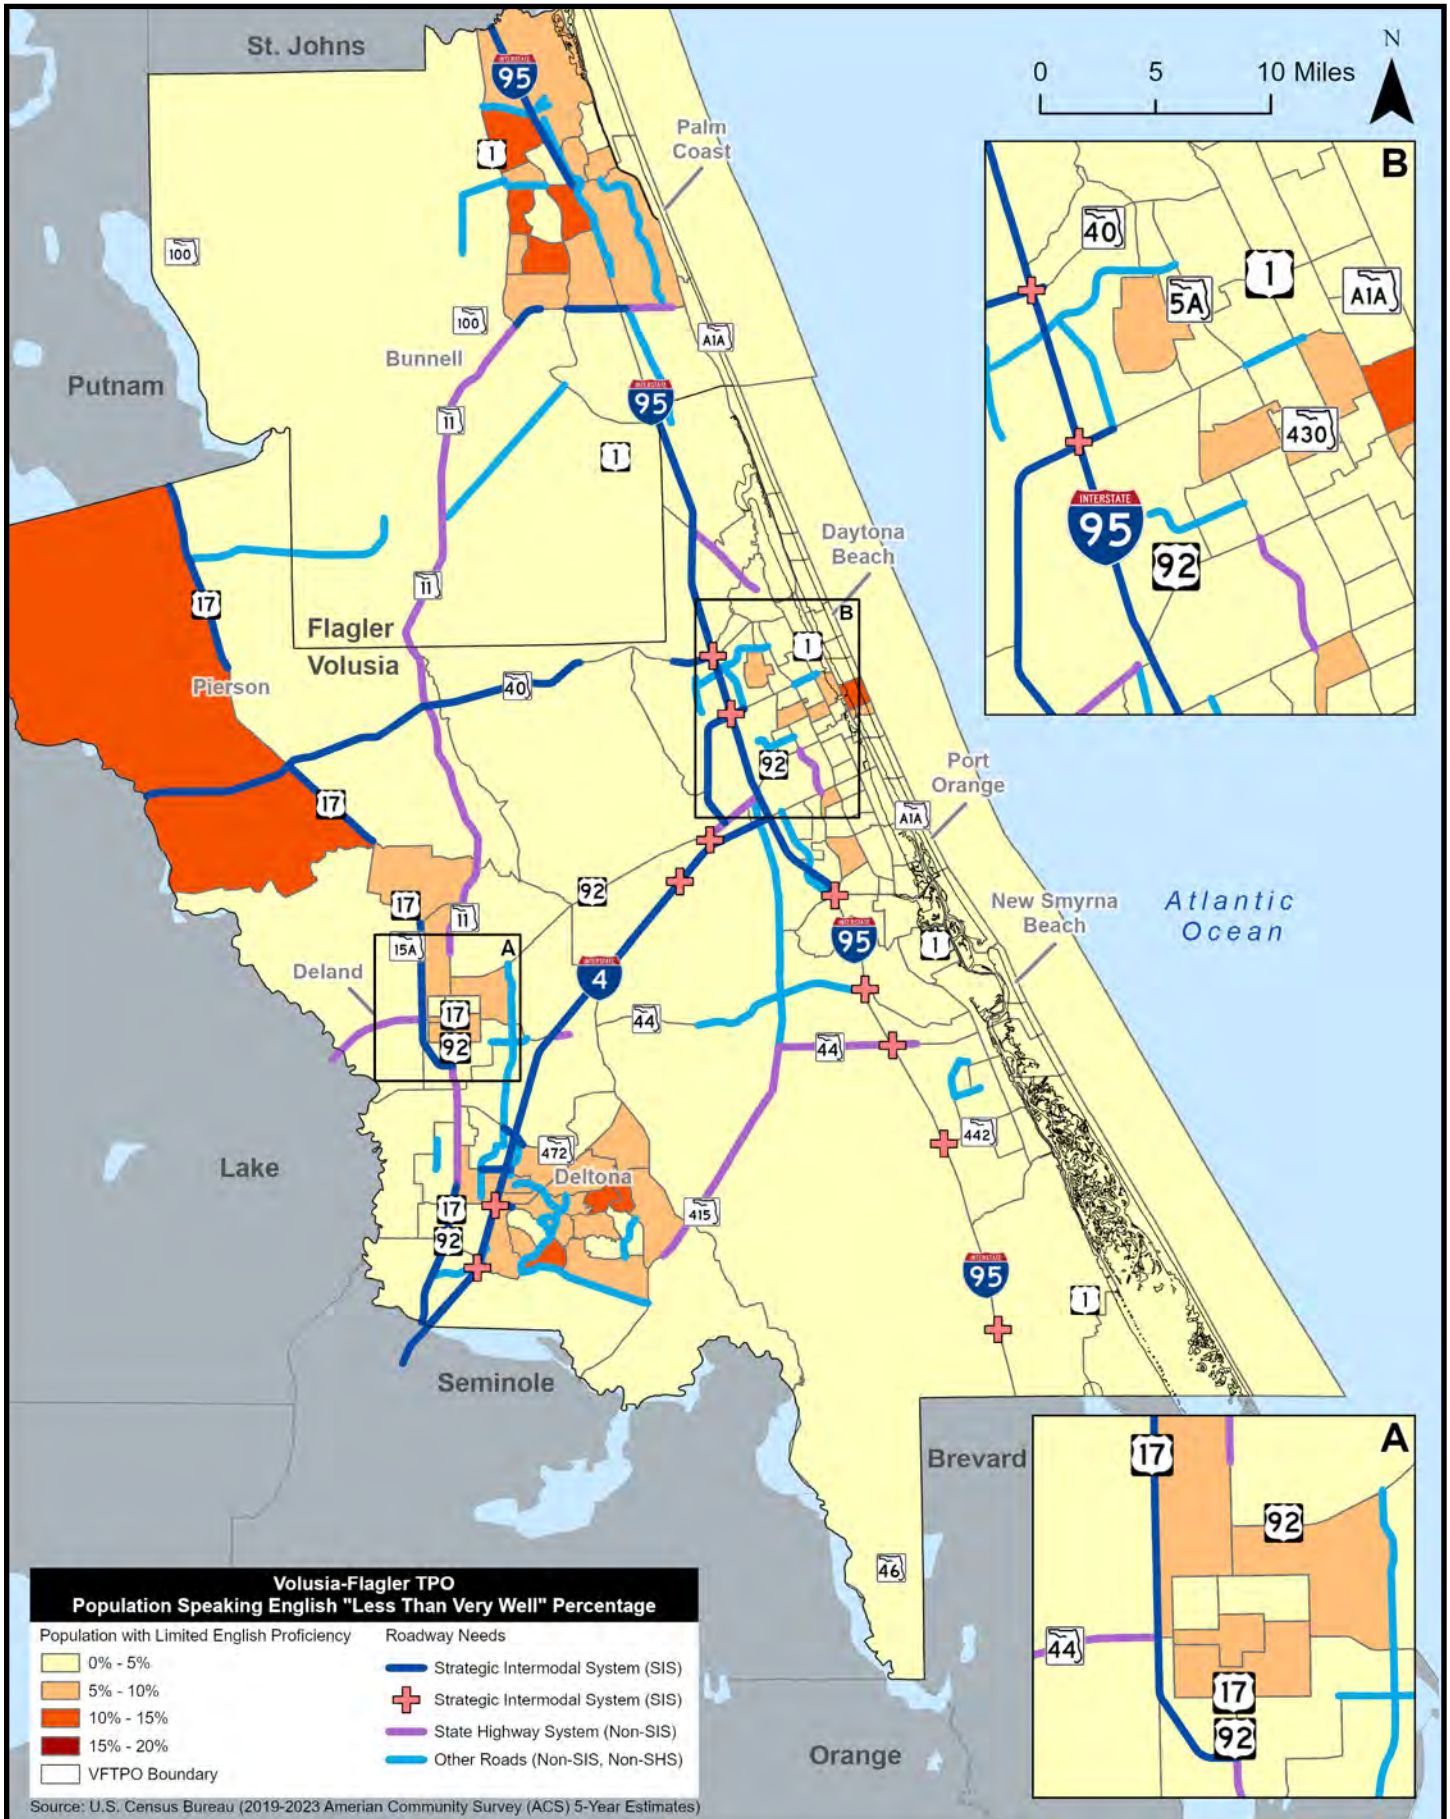 St. Johns
INTERSTATE
95
N
0 5 10 Miles
Palm
Coast
1
100
B
40
1
5A
A1A
430
INTERSTATE
95
92
100
A1A
Bunnell
Putnam
11
INTERSTATE
95
1
Daytona
Beach
11
17
B
Flagler
Volusia
1
Pierson
40
92
Port
Orange
17
A1A
92
New Smyrna
Beach
Atlantic
Ocean
17
11
15A
A
INTERSTATE
95
1
Deland
INTERSTATE
4
17
44
92
44
442
472
Lake
Deltona
17
415
92
INTERSTATE
95
1
Seminole
Brevard
A
17
92
44
17
92
46
Orange
Volusia-Flagler TPO
Population Speaking English "Less Than Very Well" Percentage
Population with Limited English Proficiency
0% - 5%
5% - 10%
10% - 15%
15% - 20%
VFTPO Boundary
Roadway Needs
Strategic Intermodal System (SIS)
Strategic Intermodal System (SIS)
State Highway System (Non-SIS)
Other Roads (Non-SIS, Non-SHS)
Source: U.S. Census Bureau (2019-2023 Amerian Community Survey (ACS) 5-Year Estimates)